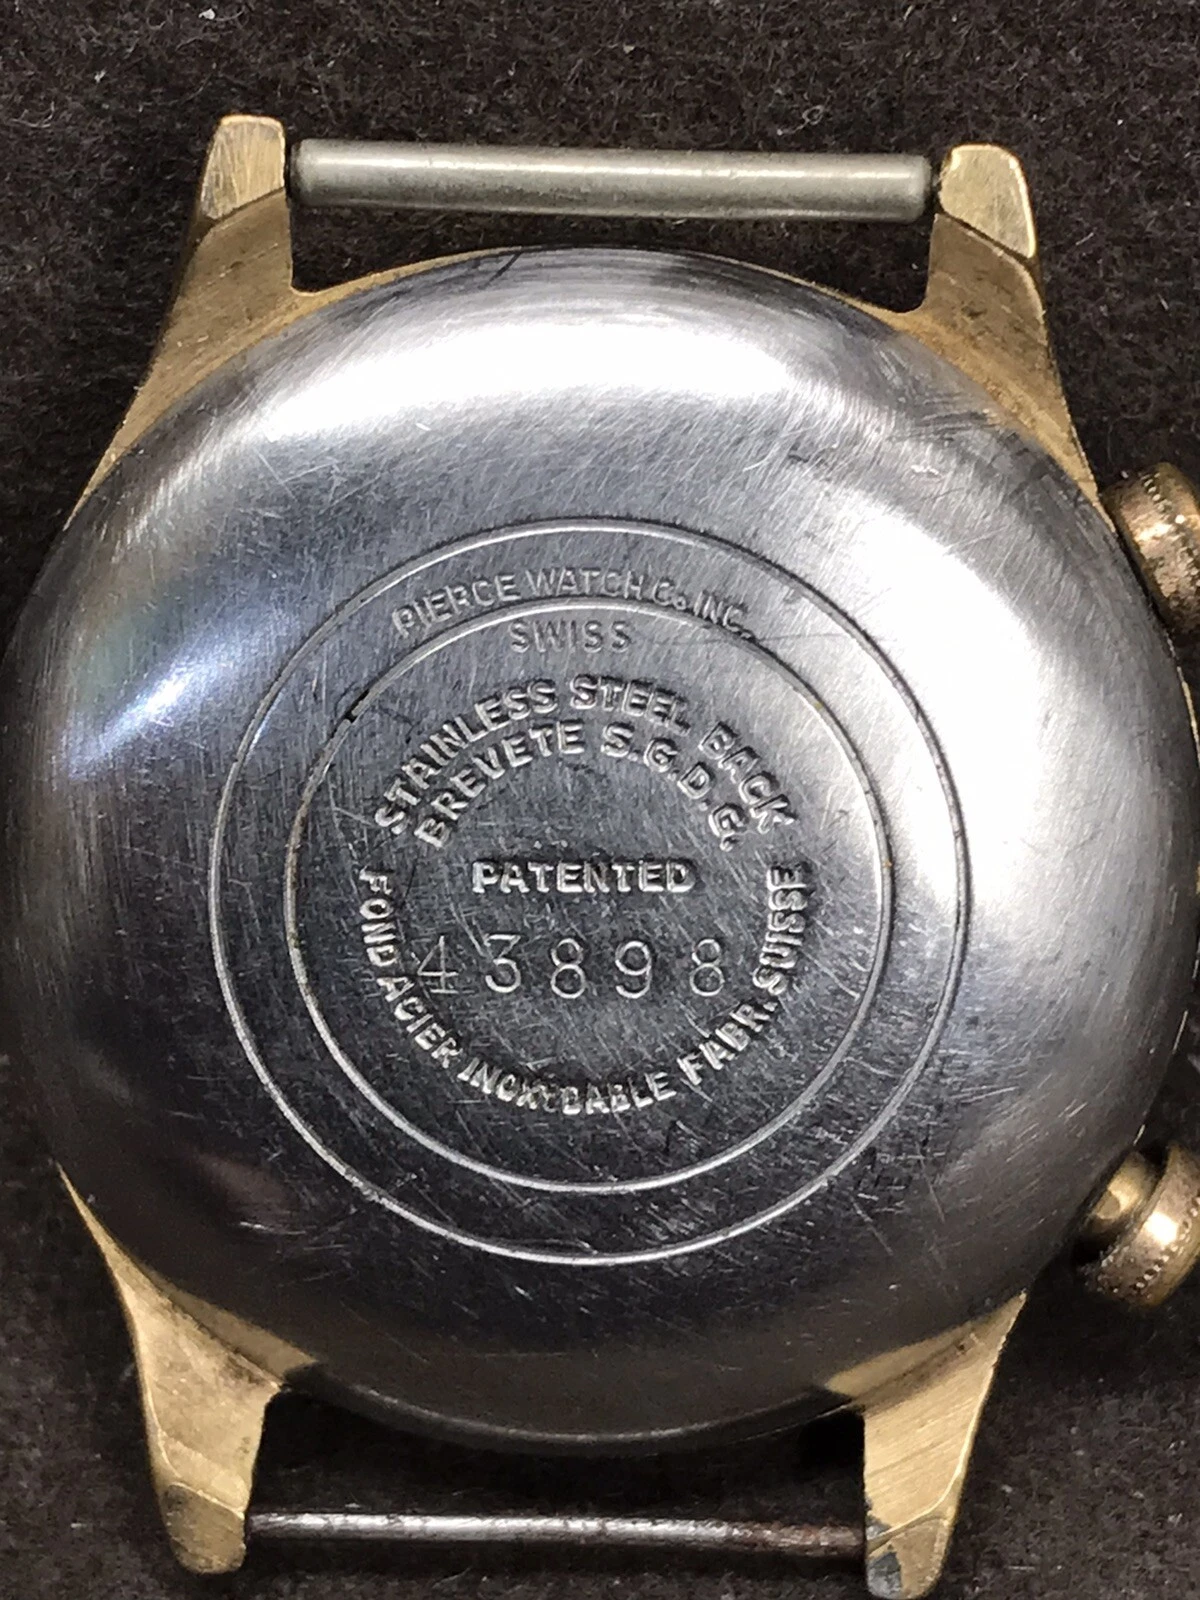 PIERCE WATCH Co. INC.
SWISS
STAINLESS STEEL BACK
BREVETE S.G.D.G.
PATENTED
43898
FOND ACIER INOXYDABLE FABR. SUISSE